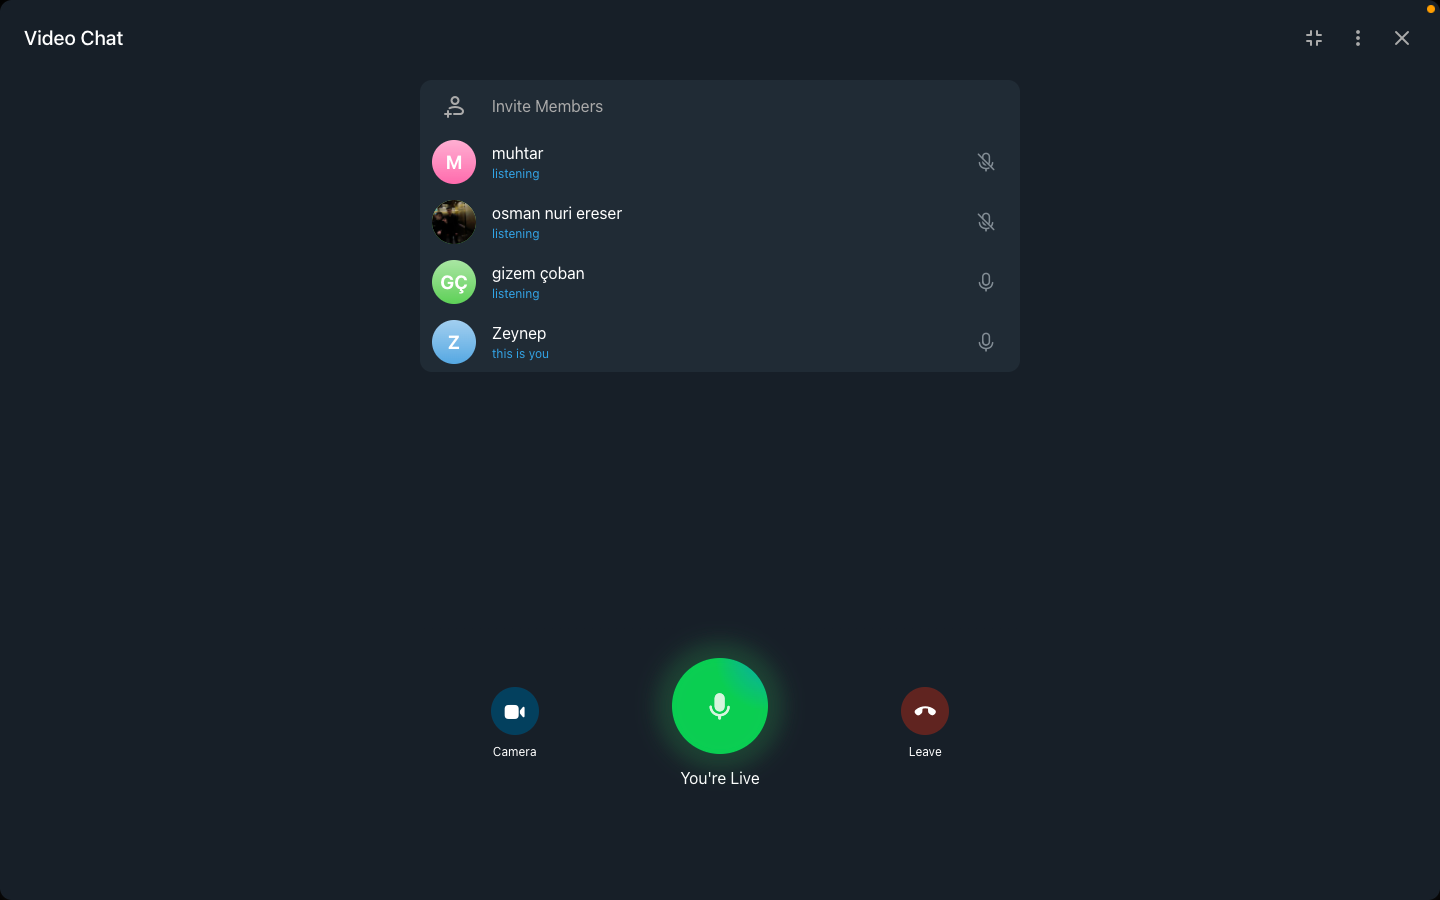 Video Chat
Invite Members
M
muhtar
listening
osman nuri ereser
listening
GÇ
gizem çoban
listening
Z
Zeynep
this is you
Camera
You're Live
Leave